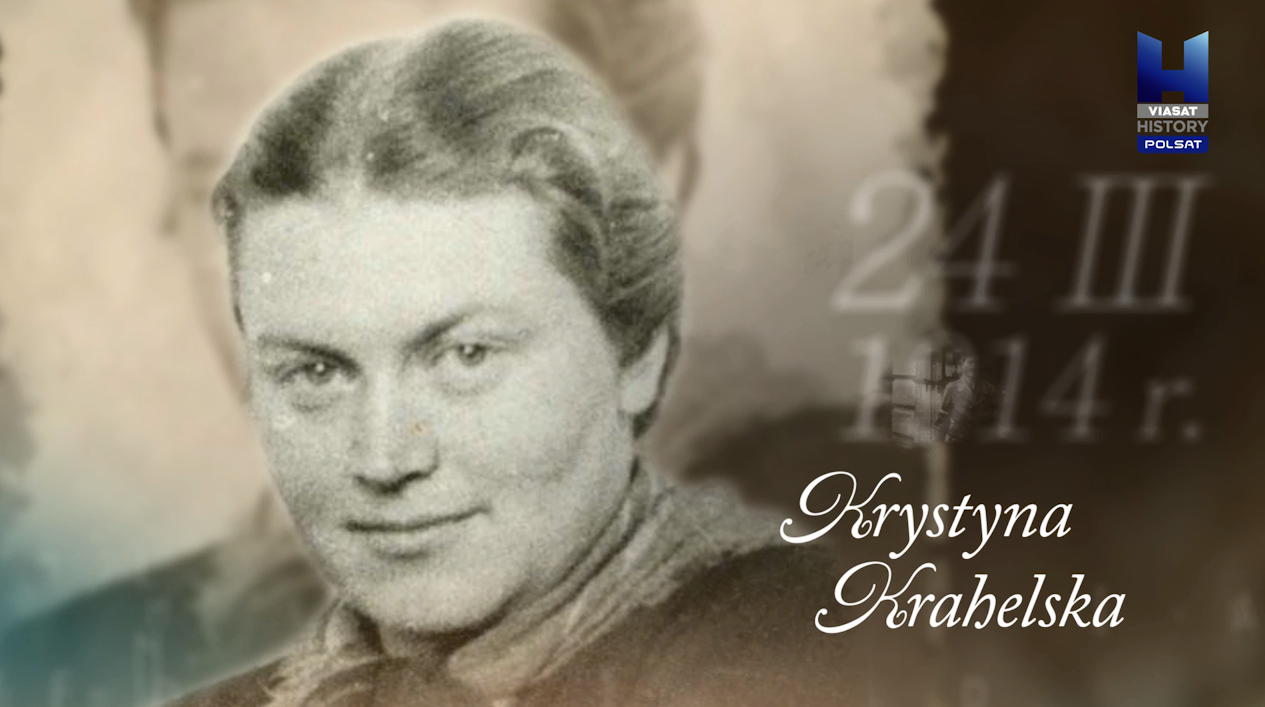 VIASAT
HISTORY
POLSAT
24 III
1914 r.
Krystyna
Krahelska